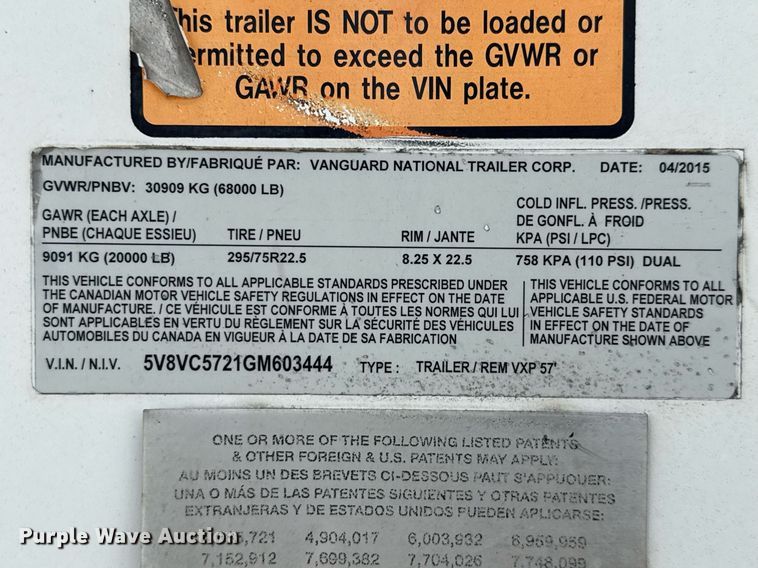 This trailer IS NOT to be loaded or
permitted to exceed the GVWR or
GAWR on the VIN plate.
MANUFACTURED BY/FABRIQUÉ PAR: VANGUARD NATIONAL TRAILER CORP. DATE: 04/2015
GVWR/PNBV: 30909 KG (68000 LB)
GAWR (EACH AXLE) /
PNBE (CHAQUE ESSIEU) TIRE / PNEU RIM / JANTE
COLD INFL. PRESS. /PRESS.
DE GONFL. À FROID
KPA (PSI / LPC)
9091 KG (20000 LB) 295/75R22.5 8.25 X 22.5 758 KPA (110 PSI) DUAL
THIS VEHICLE CONFORMS TO ALL APPLICABLE STANDARDS PRESCRIBED UNDER
THE CANADIAN MOTOR VEHICLE SAFETY REGULATIONS IN EFFECT ON THE DATE
OF MANUFACTURE. / CE VÉHICULE EST CONFORME À TOUTES LES NORMES QUI LUI
SONT APPLICABLES EN VERTU DU RÈGLEMENT SUR LA SÉCURITÉ DES VÉHICULES
AUTOMOBILES DU CANADA EN VIGUEUR À LA DATE DE SA FABRICATION
THIS VEHICLE CONFORMS TO ALL
APPLICABLE U.S. FEDERAL MOTOR
VEHICLE SAFETY STANDARDS
IN EFFECT ON THE DATE OF
MANUFACTURE SHOWN ABOVE
V.I.N. / N.I.V. 5V8VC5721GM603444 TYPE : TRAILER / REM VXP 57'
ONE OR MORE OF THE FOLLOWING LISTED PATENTS
& OTHER FOREIGN & U.S. PATENTS MAY APPLY:
AU MOINS UN DES BREVETS CI-DESSOUS PAUT S'APPUOUER:
UNA O MÁS DE LAS PATENTES SIGUIENTES Y OTRAS PATENTES
EXTRANJERAS Y DE ESTADOS UNIDOS PUEDEN APLICARSE:
4,904,017 6,003,932 6,959,959
7,152,912 7,699,382 7,704,026 7,748,099
Purple Wave Auction